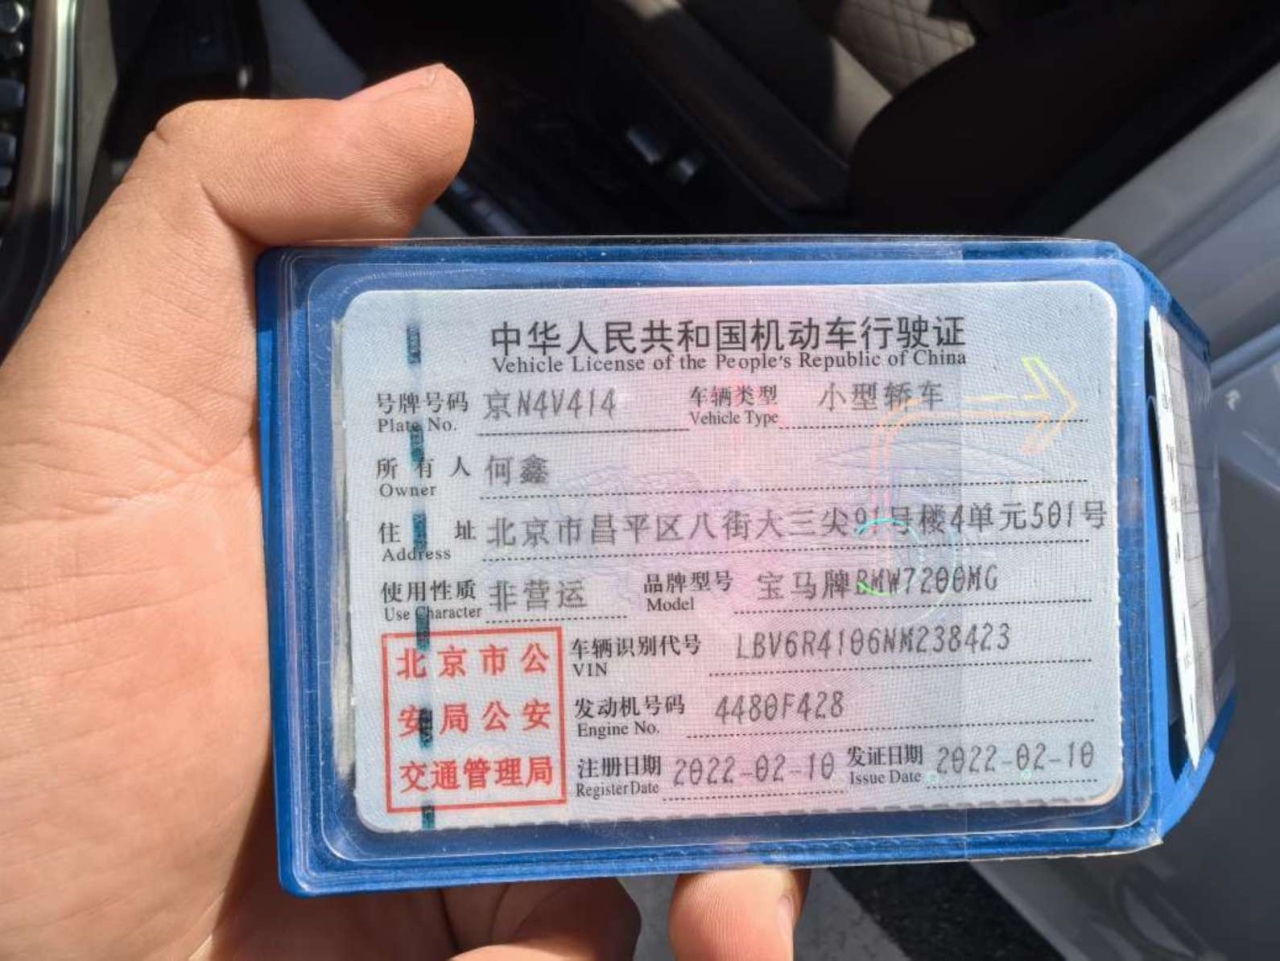 中华人民共和国机动车行驶证
Vehicle License of the People's Republic of China
号牌号码 京N4V414 车辆类型 小型轿车
Plate No. Vehicle Type
所有人 何鑫
Owner
住址 北京市昌平区八街大三尖91号楼4单元501号
Address
使用性质 非营运 品牌型号 宝马牌BMW7200MG
Use Character Model
北京市公安局公安交通管理局
车辆识别代号 LBV6R4106NM238423
VIN
发动机号码 4480F428
Engine No.
注册日期 2022-02-10 发证日期 2022-02-10
Register Date Issue Date